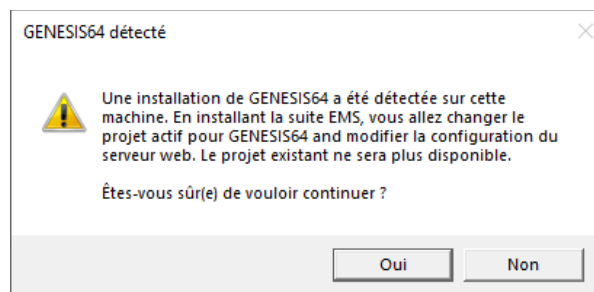 GENESIS64 détecté
Une installation de GENESIS64 a été détectée sur cette
machine. En installant la suite EMS, vous allez changer le
projet actif pour GENESIS64 and modifier la configuration du
serveur web. Le projet existant ne sera plus disponible.
Êtes-vous sûr(e) de vouloir continuer ?
Oui
Non